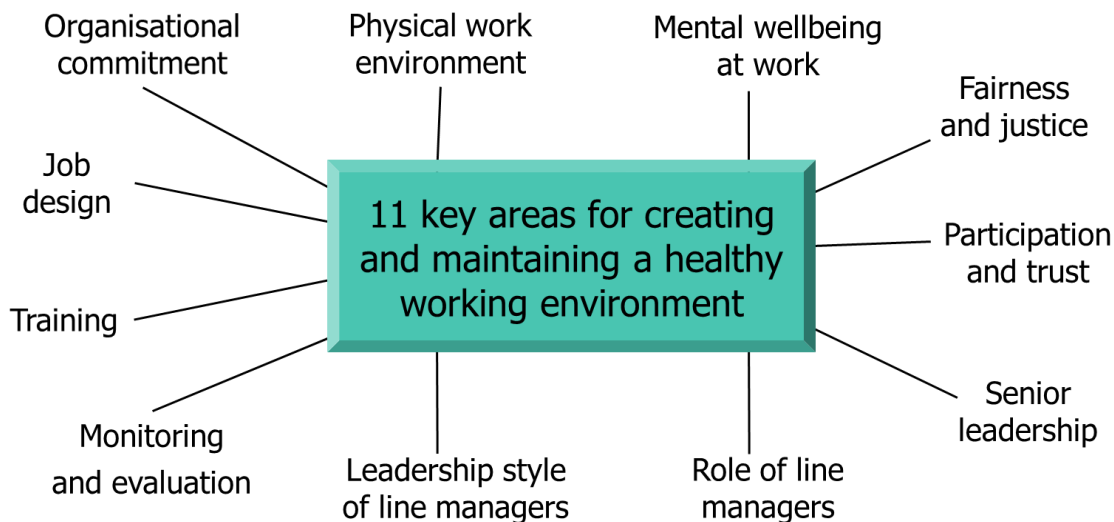 Organisational
commitment
Physical work
environment
Mental wellbeing
at work
Fairness
and justice
Job
design
11 key areas for creating
and maintaining a healthy
working environment
Participation
and trust
Training
Senior
leadership
Monitoring
and evaluation
Leadership style
of line managers
Role of line
managers